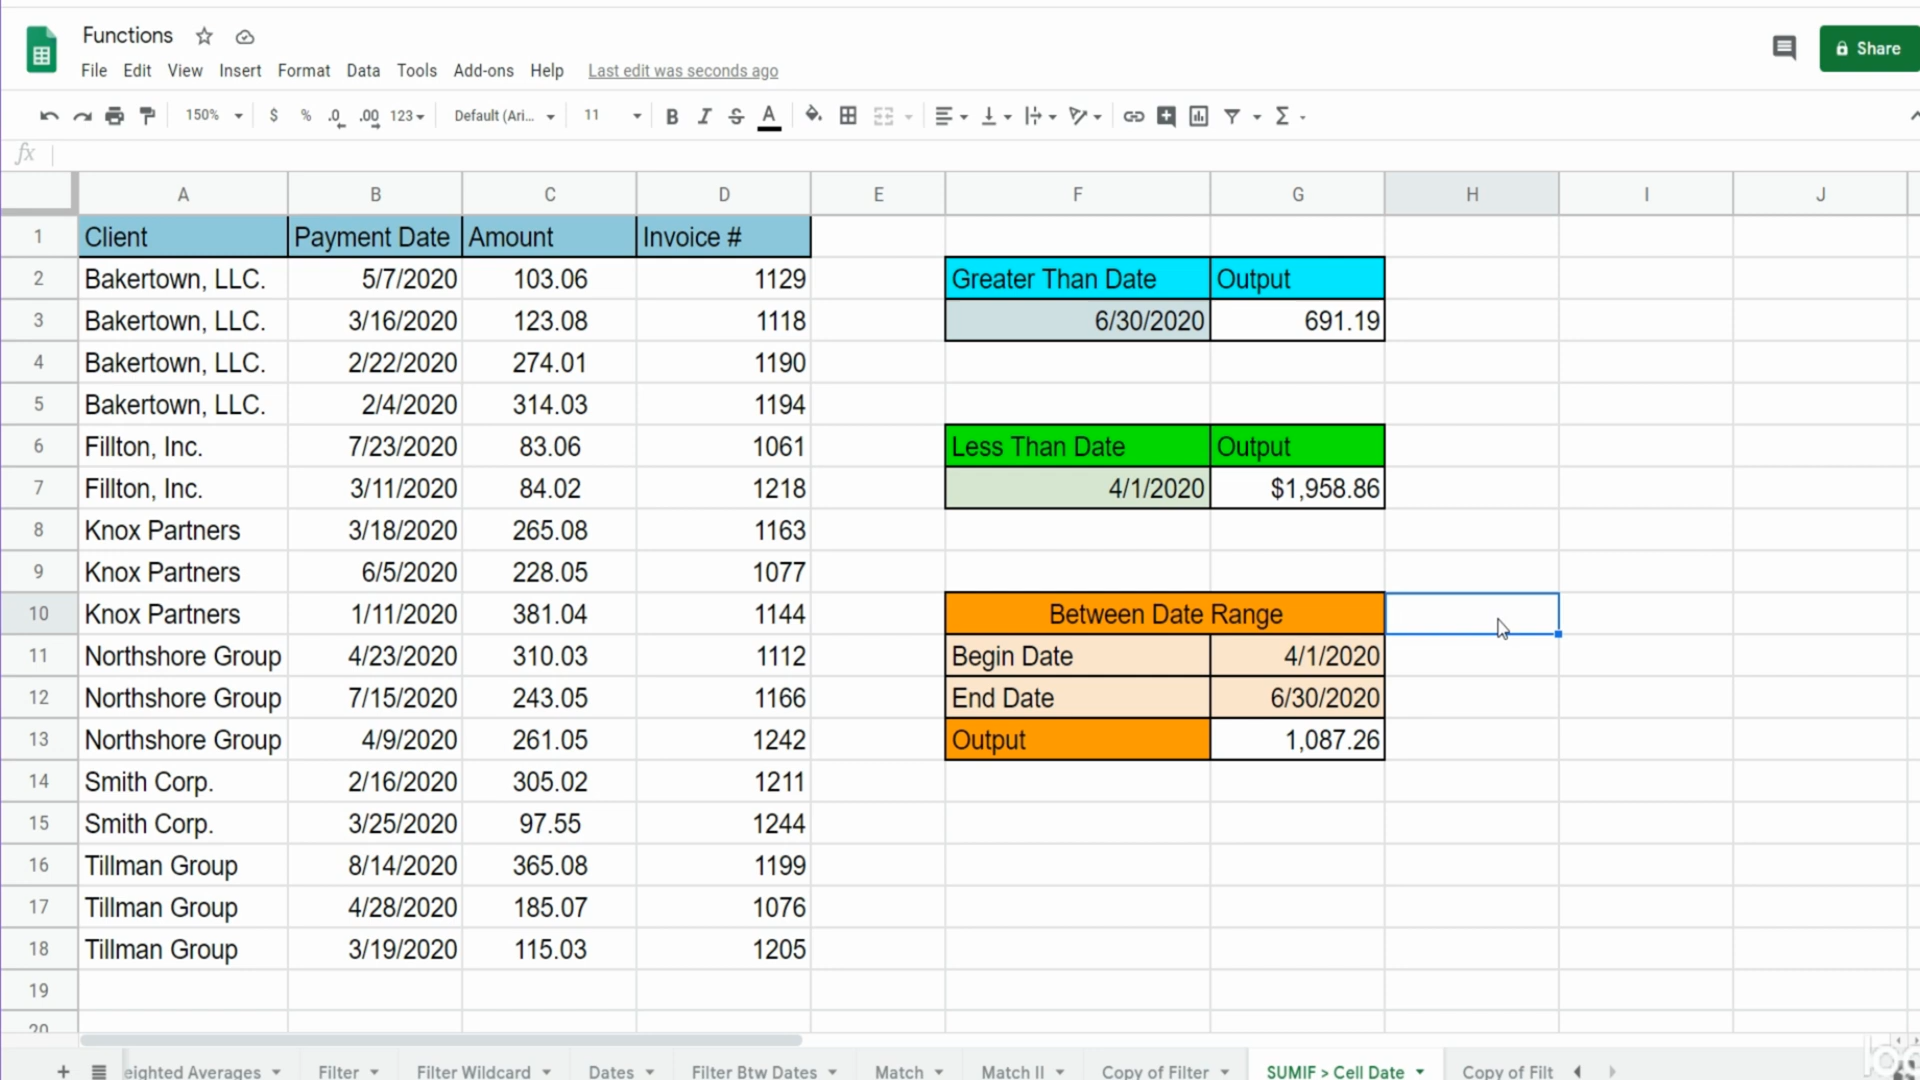 Functions
Share
File Edit View Insert Format Data Tools Add-ons Help Last edit was seconds ago
150% $ % .0 .00 123 Default (Ari... 11 B I S A
fx
A B C D E F G H I J
1 Client Payment Date Amount Invoice #
2 Bakertown, LLC. 5/7/2020 103.06 1129 Greater Than Date Output
3 Bakertown, LLC. 3/16/2020 123.08 1118 6/30/2020 691.19
4 Bakertown, LLC. 2/22/2020 274.01 1190
5 Bakertown, LLC. 2/4/2020 314.03 1194
6 Fillton, Inc. 7/23/2020 83.06 1061 Less Than Date Output
7 Fillton, Inc. 3/11/2020 84.02 1218 4/1/2020 $1,958.86
8 Knox Partners 3/18/2020 265.08 1163
9 Knox Partners 6/5/2020 228.05 1077
10 Knox Partners 1/11/2020 381.04 1144 Between Date Range
11 Northshore Group 4/23/2020 310.03 1112 Begin Date 4/1/2020
12 Northshore Group 7/15/2020 243.05 1166 End Date 6/30/2020
13 Northshore Group 4/9/2020 261.05 1242 Output 1,087.26
14 Smith Corp. 2/16/2020 305.02 1211
15 Smith Corp. 3/25/2020 97.55 1244
16 Tillman Group 8/14/2020 365.08 1199
17 Tillman Group 4/28/2020 185.07 1076
18 Tillman Group 3/19/2020 115.03 1205
19
20
eighted Averages Filter Filter Wildcard Dates Filter Btw Dates Match Match II Copy of Filter SUMIF > Cell Date Copy of Filt